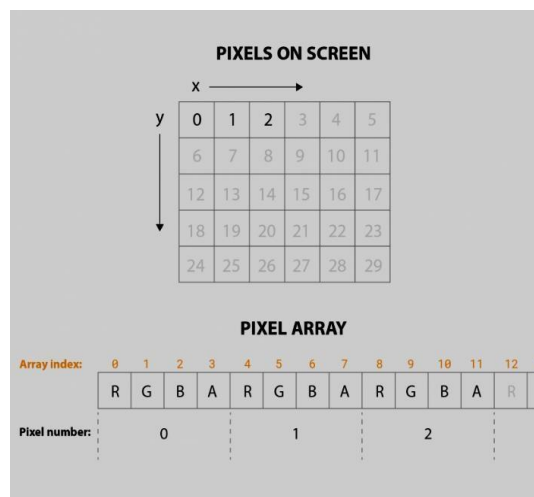 PIXELS ON SCREEN
x
y
0 1 2 3 4 5
6 7 8 9 10 11
12 13 14 15 16 17
18 19 20 21 22 23
24 25 26 27 28 29
PIXEL ARRAY
Array index: 0 1 2 3 4 5 6 7 8 9 10 11 12
R G B A R G B A R G B A R
Pixel number: 0 1 2